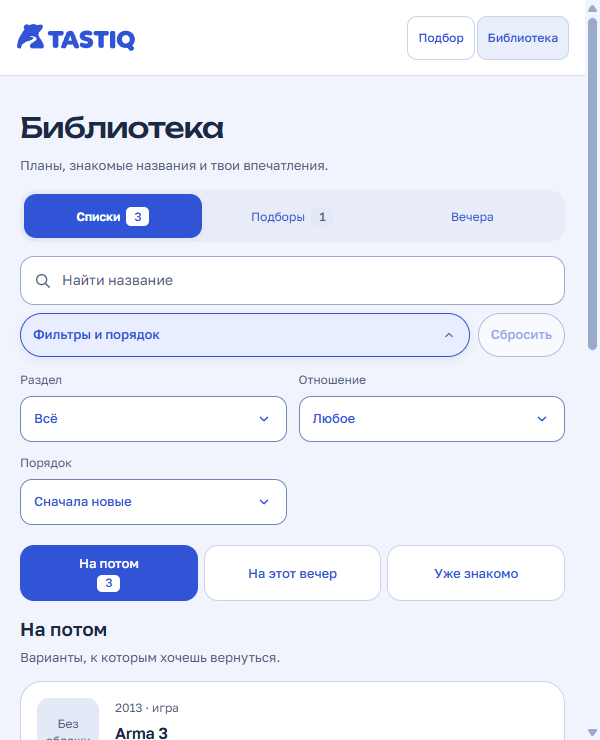 TASTIQ
Подбор
Библиотека
Библиотека
Планы, знакомые названия и твои впечатления.
Списки 3
Подборы 1
Вечера
Найти название
Фильтры и порядок
Сбросить
Раздел
Отношение
Всё
Любое
Порядок
Сначала новые
На потом
3
На этот вечер
Уже знакомо
На потом
Варианты, к которым хочешь вернуться.
2013 · игра
Без
Arma 3